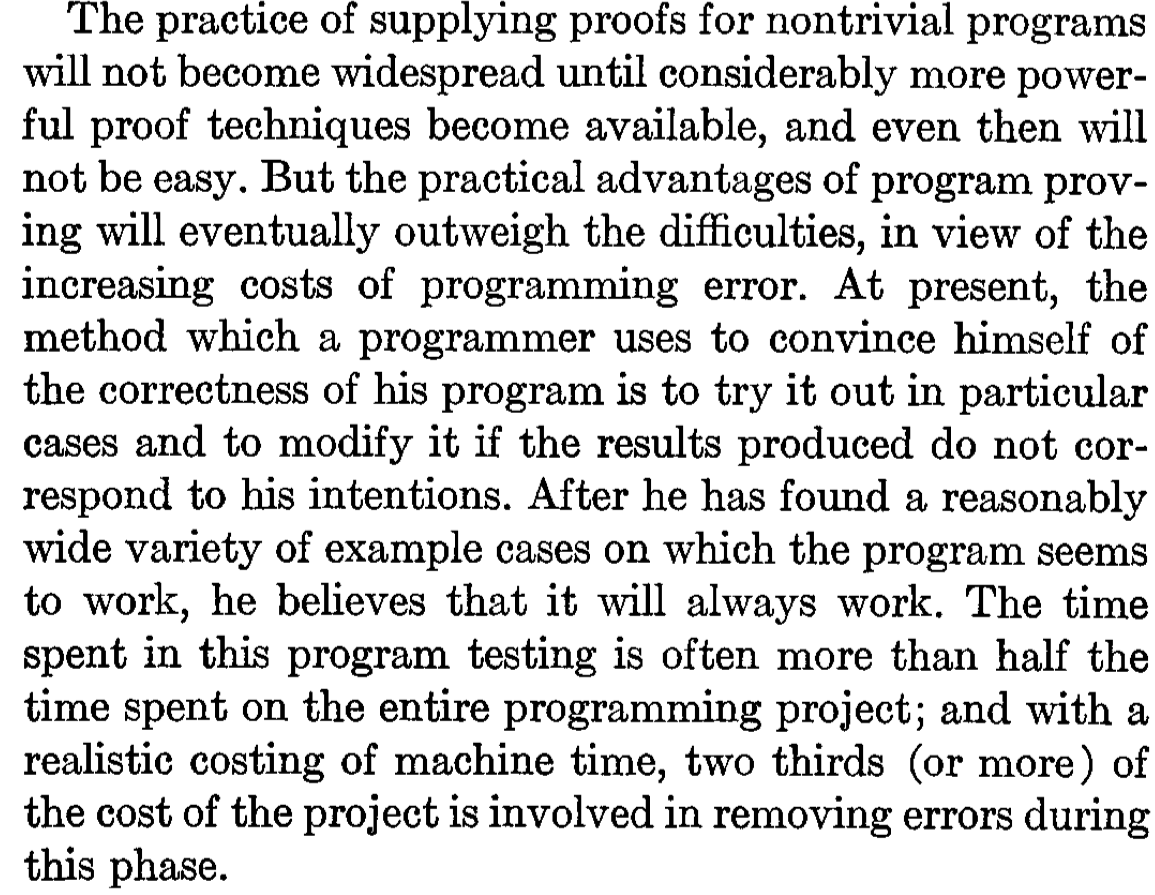 The practice of supplying proofs for nontrivial programs
will not become widespread until considerably more power-
ful proof techniques become available, and even then will
not be easy. But the practical advantages of program prov-
ing will eventually outweigh the difficulties, in view of the
increasing costs of programming error. At present, the
method which a programmer uses to convince himself of
the correctness of his program is to try it out in particular
cases and to modify it if the results produced do not cor-
respond to his intentions. After he has found a reasonably
wide variety of example cases on which the program seems
to work, he believes that it will always work. The time
spent in this program testing is often more than half the
time spent on the entire programming project; and with a
realistic costing of machine time, two thirds (or more) of
the cost of the project is involved in removing errors during
this phase.